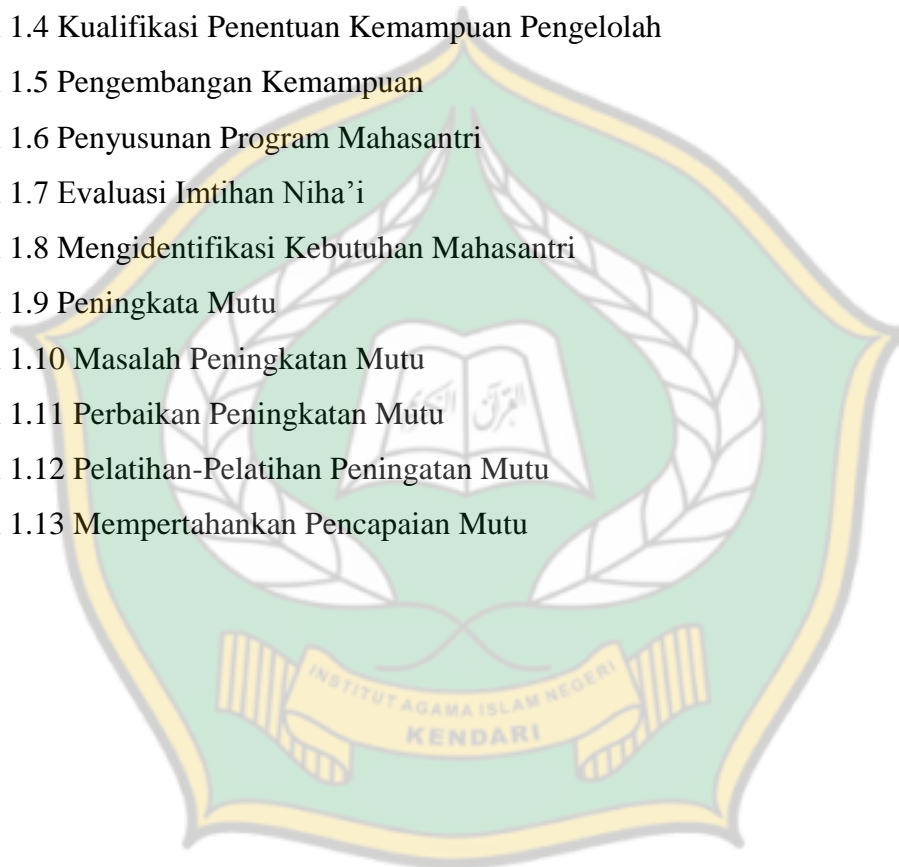 1.4 Kualifikasi Penentuan Kemampuan Pengelolah
1.5 Pengembangan Kemampuan
1.6 Penyusunan Program Mahasantri
1.7 Evaluasi Imtihan Niha’i
1.8 Mengidentifikasi Kebutuhan Mahasantri
1.9 Peningkata Mutu
1.10 Masalah Peningkatan Mutu
1.11 Perbaikan Peningkatan Mutu
1.12 Pelatihan-Pelatihan Peningatan Mutu
1.13 Mempertahankan Pencapaian Mutu
القرآن الكريم
INSTITUT AGAMA ISLAM NEGERI
KENDARI